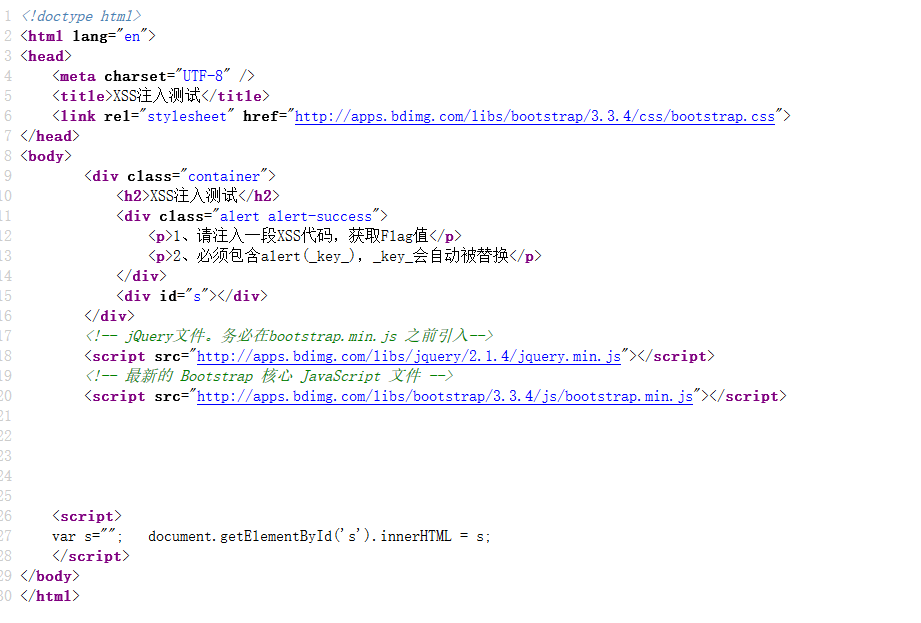 1 <!doctype html>
2 <html lang="en">
3 <head>
4 <meta charset="UTF-8" />
5 <title>XSS注入测试</title>
6 <link rel="stylesheet" href="http://apps.bdimg.com/libs/bootstrap/3.3.4/css/bootstrap.css">
7 </head>
8 <body>
9 <div class="container">
10 <h2>XSS注入测试</h2>
11 <div class="alert alert-success">
12 <p>1、请注入一段XSS代码，获取Flag值</p>
13 <p>2、必须包含alert(_key_)，_key_会自动被替换</p>
14 </div>
15 <div id="s"></div>
16 </div>
17 <!-- jQuery文件。务必在bootstrap.min.js 之前引入-->
18 <script src="http://apps.bdimg.com/libs/jquery/2.1.4/jquery.min.js"></script>
19 <!-- 最新的 Bootstrap 核心 JavaScript 文件 -->
20 <script src="http://apps.bdimg.com/libs/bootstrap/3.3.4/js/bootstrap.min.js"></script>
21
22
23
24
25
26 <script>
27 var s=""; document.getElementById('s').innerHTML = s;
28 </script>
29 </body>
30 </html>